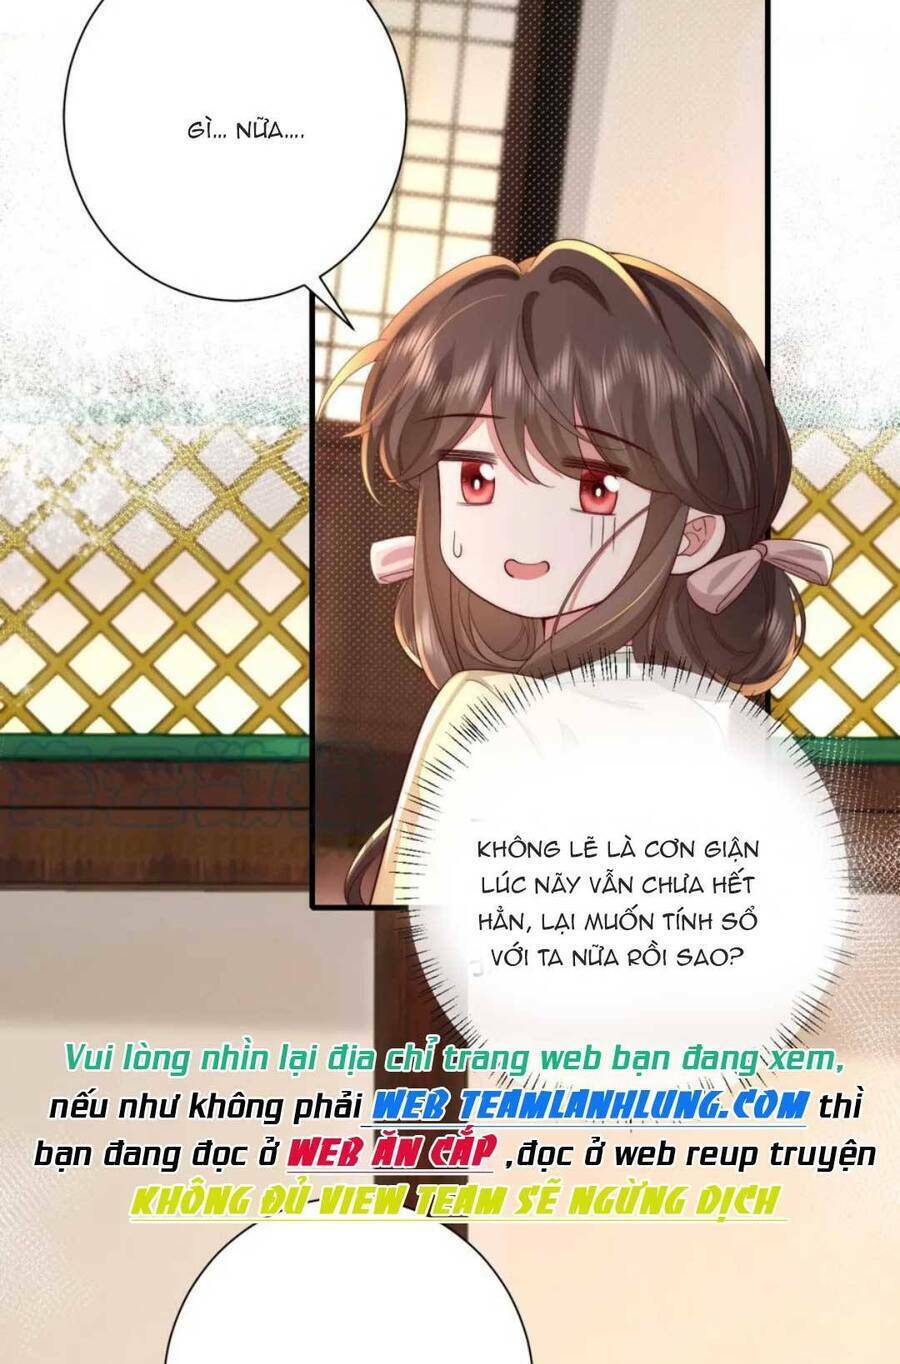 GÌ... NỮA....
KHÔNG LẼ LÀ CƠN GIẬN
LÚC NÃY VẪN CHƯA HẾT
HẲN, LẠI MUỐN TÍNH SỔ
VỚI TA NỮA RỒI SAO?
Vui lòng nhìn lại địa chỉ trang web bạn đang xem,
nếu như không phải WEB TEAMLANHLUNG.COM thì
bạn đang đọc ở WEB ĂN CẮP ,đọc ở web reup truyện
KHÔNG ĐỦ VIEW TEAM SẼ NGỪNG DỊCH